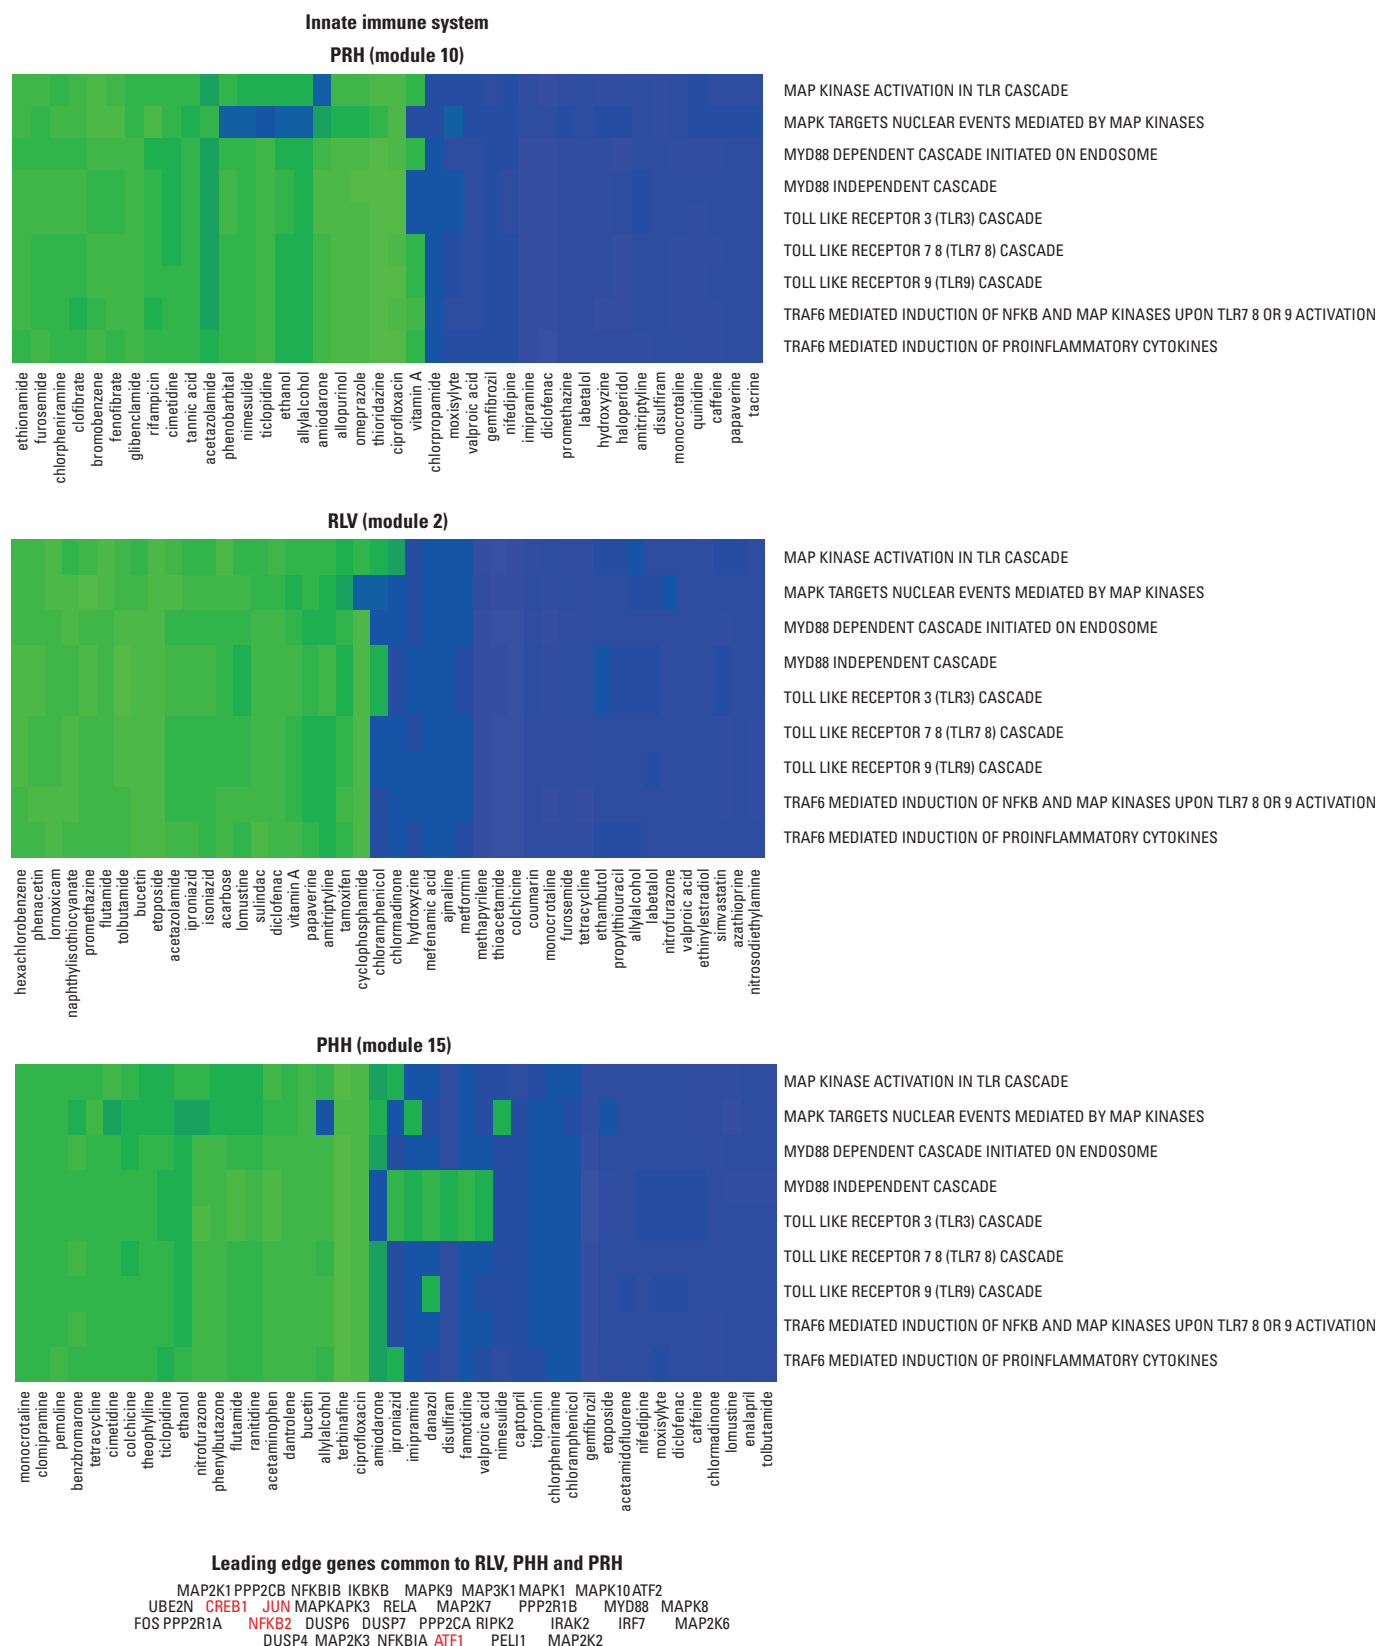 Innate immune system
PRH (module 10)
MAP KINASE ACTIVATION IN TLR CASCADE
MAPK TARGETS NUCLEAR EVENTS MEDIATED BY MAP KINASES
MYD88 DEPENDENT CASCADE INITIATED ON ENDOSOME
MYD88 INDEPENDENT CASCADE
TOLL LIKE RECEPTOR 3 (TLR3) CASCADE
TOLL LIKE RECEPTOR 7 8 (TLR7 8) CASCADE
TOLL LIKE RECEPTOR 9 (TLR9) CASCADE
TRAF6 MEDIATED INDUCTION OF NFKB AND MAP KINASES UPON TLR7 8 OR 9 ACTIVATION
TRAF6 MEDIATED INDUCTION OF PROINFLAMMATORY CYTOKINES
ethionamide
furosemide
chlorpheniramine
clofibrate
bromobenzene
fenofibrate
glibenclamide
rifampicin
cimetidine
tannic acid
acetazolamide
phenobarbital
nimesulide
ticlopidine
ethanol
allylalcohol
amiodarone
allopurinol
omeprazole
thioridazine
ciprofloxacin
vitamin A
chlorpropamide
moxisylyte
valproic acid
gemfibrozil
nifedipine
imipramine
diclofenac
promethazine
labetalol
hydroxyzine
haloperidol
amitriptyline
disulfiram
monocrotaline
quinidine
caffeine
papaverine
tacrine
RLV (module 2)
MAP KINASE ACTIVATION IN TLR CASCADE
MAPK TARGETS NUCLEAR EVENTS MEDIATED BY MAP KINASES
MYD88 DEPENDENT CASCADE INITIATED ON ENDOSOME
MYD88 INDEPENDENT CASCADE
TOLL LIKE RECEPTOR 3 (TLR3) CASCADE
TOLL LIKE RECEPTOR 7 8 (TLR7 8) CASCADE
TOLL LIKE RECEPTOR 9 (TLR9) CASCADE
TRAF6 MEDIATED INDUCTION OF NFKB AND MAP KINASES UPON TLR7 8 OR 9 ACTIVATION
TRAF6 MEDIATED INDUCTION OF PROINFLAMMATORY CYTOKINES
hexachlorobenzene
phenacetin
lornoxicam
naphthylisothiocyanate
promethazine
flutamide
tolbutamide
bucetin
etoposide
acetazolamide
iproniazid
isoniazid
acarbose
lomustine
sulindac
diclofenac
vitamin A
papaverine
amitriptyline
tamoxifen
cyclophosphamide
chloramphenicol
chlormadinone
hydroxyzine
mefenamic acid
ajmaline
metformin
methapyrilene
thioacetamide
colchicine
coumarin
monocrotaline
furosemide
tetracycline
ethambutol
propylthiouracil
allylalcohol
labetalol
nitrofurazone
valproic acid
ethinylestradiol
simvastatin
azathioprine
nitrosodiethylamine
PHH (module 15)
MAP KINASE ACTIVATION IN TLR CASCADE
MAPK TARGETS NUCLEAR EVENTS MEDIATED BY MAP KINASES
MYD88 DEPENDENT CASCADE INITIATED ON ENDOSOME
MYD88 INDEPENDENT CASCADE
TOLL LIKE RECEPTOR 3 (TLR3) CASCADE
TOLL LIKE RECEPTOR 7 8 (TLR7 8) CASCADE
TOLL LIKE RECEPTOR 9 (TLR9) CASCADE
TRAF6 MEDIATED INDUCTION OF NFKB AND MAP KINASES UPON TLR7 8 OR 9 ACTIVATION
TRAF6 MEDIATED INDUCTION OF PROINFLAMMATORY CYTOKINES
monocrotaline
clomipramine
pemoline
benzbromarone
tetracycline
cimetidine
colchicine
theophylline
ticlopidine
ethanol
nitrofurazone
phenylbutazone
flutamide
ranitidine
acetaminophen
dantrolene
bucetin
allylalcohol
terbinafine
ciprofloxacin
amiodarone
iproniazid
imipramine
danazol
disulfiram
famotidine
valproic acid
nimesulide
captopril
tiopronin
chlorpheniramine
chloramphenicol
gemfibrozil
etoposide
acetamidofluorene
nifedipine
moxisylyte
diclofenac
caffeine
chlormadinone
lomustine
enalapril
tolbutamide
Leading edge genes common to RLV, PHH and PRH
MAP2K1 PPP2CB NFKBIB IKBKB MAPK9 MAP3K1 MAPK1 MAPK10 ATF2
UBE2N CREB1 JUN MAPKAPK3 RELA MAP2K7 PPP2R1B MYD88 MAPK8
FOS PPP2R1A NFKB2 DUSP6 DUSP7 PPP2CA RIPK2 IRAK2 IRF7 MAP2K6
DUSP4 MAP2K3 NFKBIA ATF1 PELI1 MAP2K2